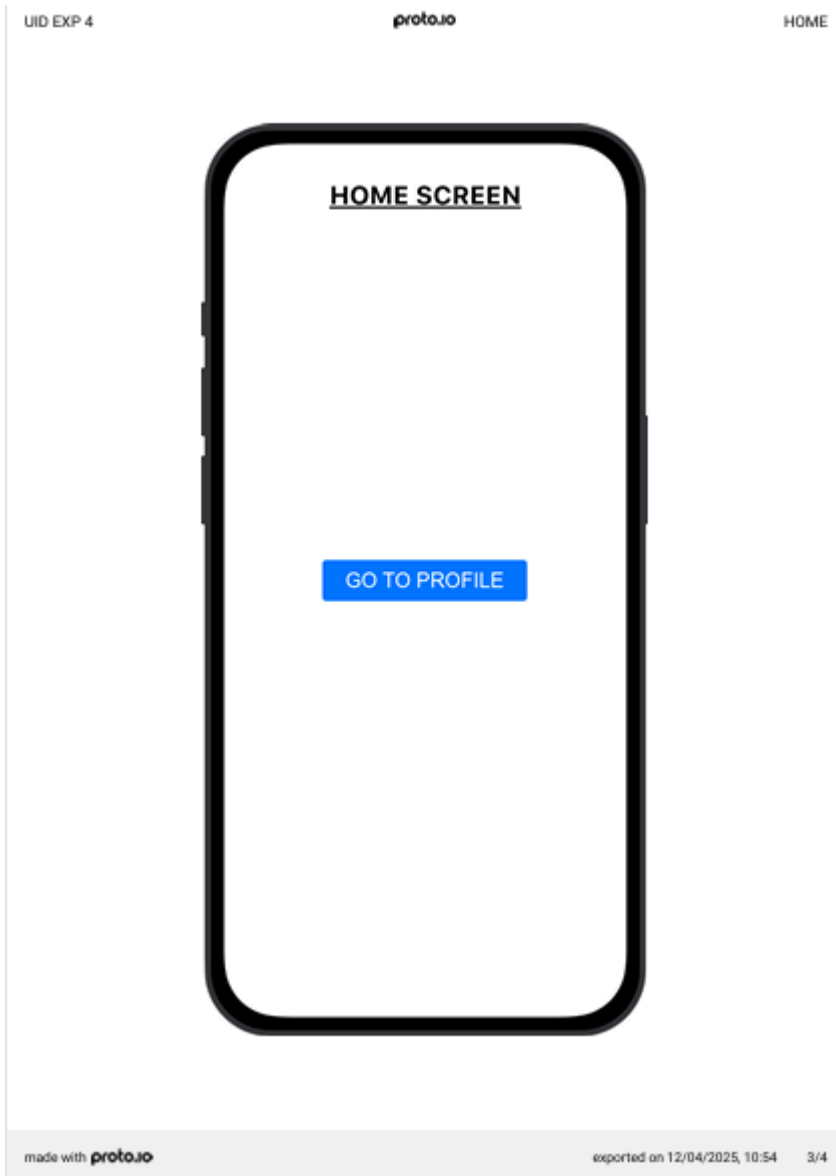 UID EXP 4 proto.io HOME
HOME SCREEN
GO TO PROFILE
made with proto.io exported on 12/04/2025, 10:54 3/4